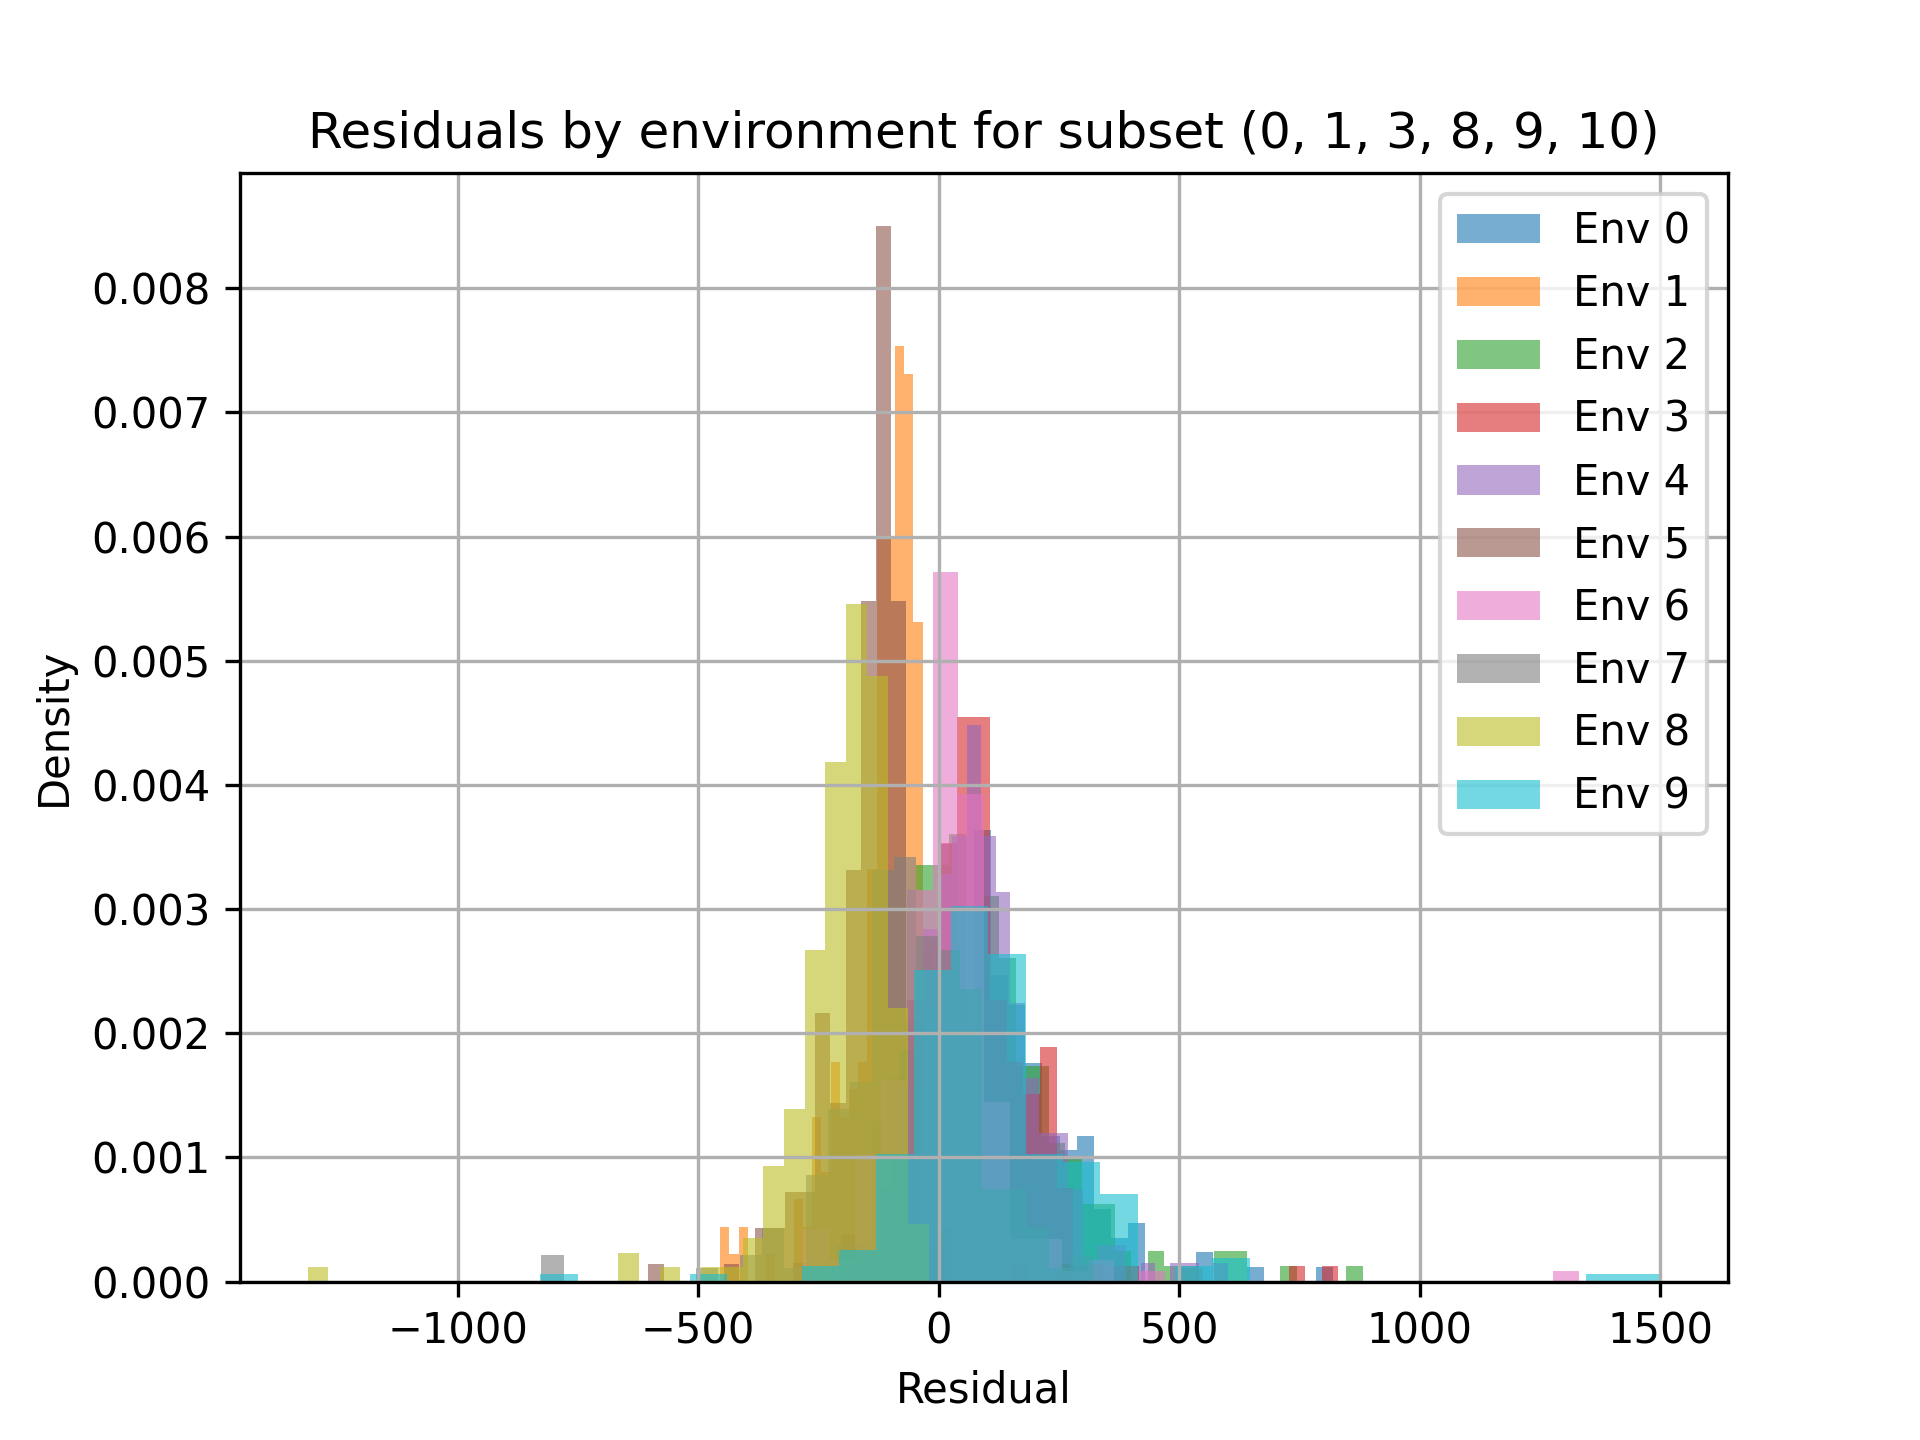 Residuals by environment for subset (0, 1, 3, 8, 9, 10)
Env 0
Env 1
Env 2
Env 3
Env 4
Env 5
Env 6
Env 7
Env 8
Env 9
Density
0.008
0.007
0.006
0.005
0.004
0.003
0.002
0.001
0.000
−1000 −500 0 500 1000 1500
Residual